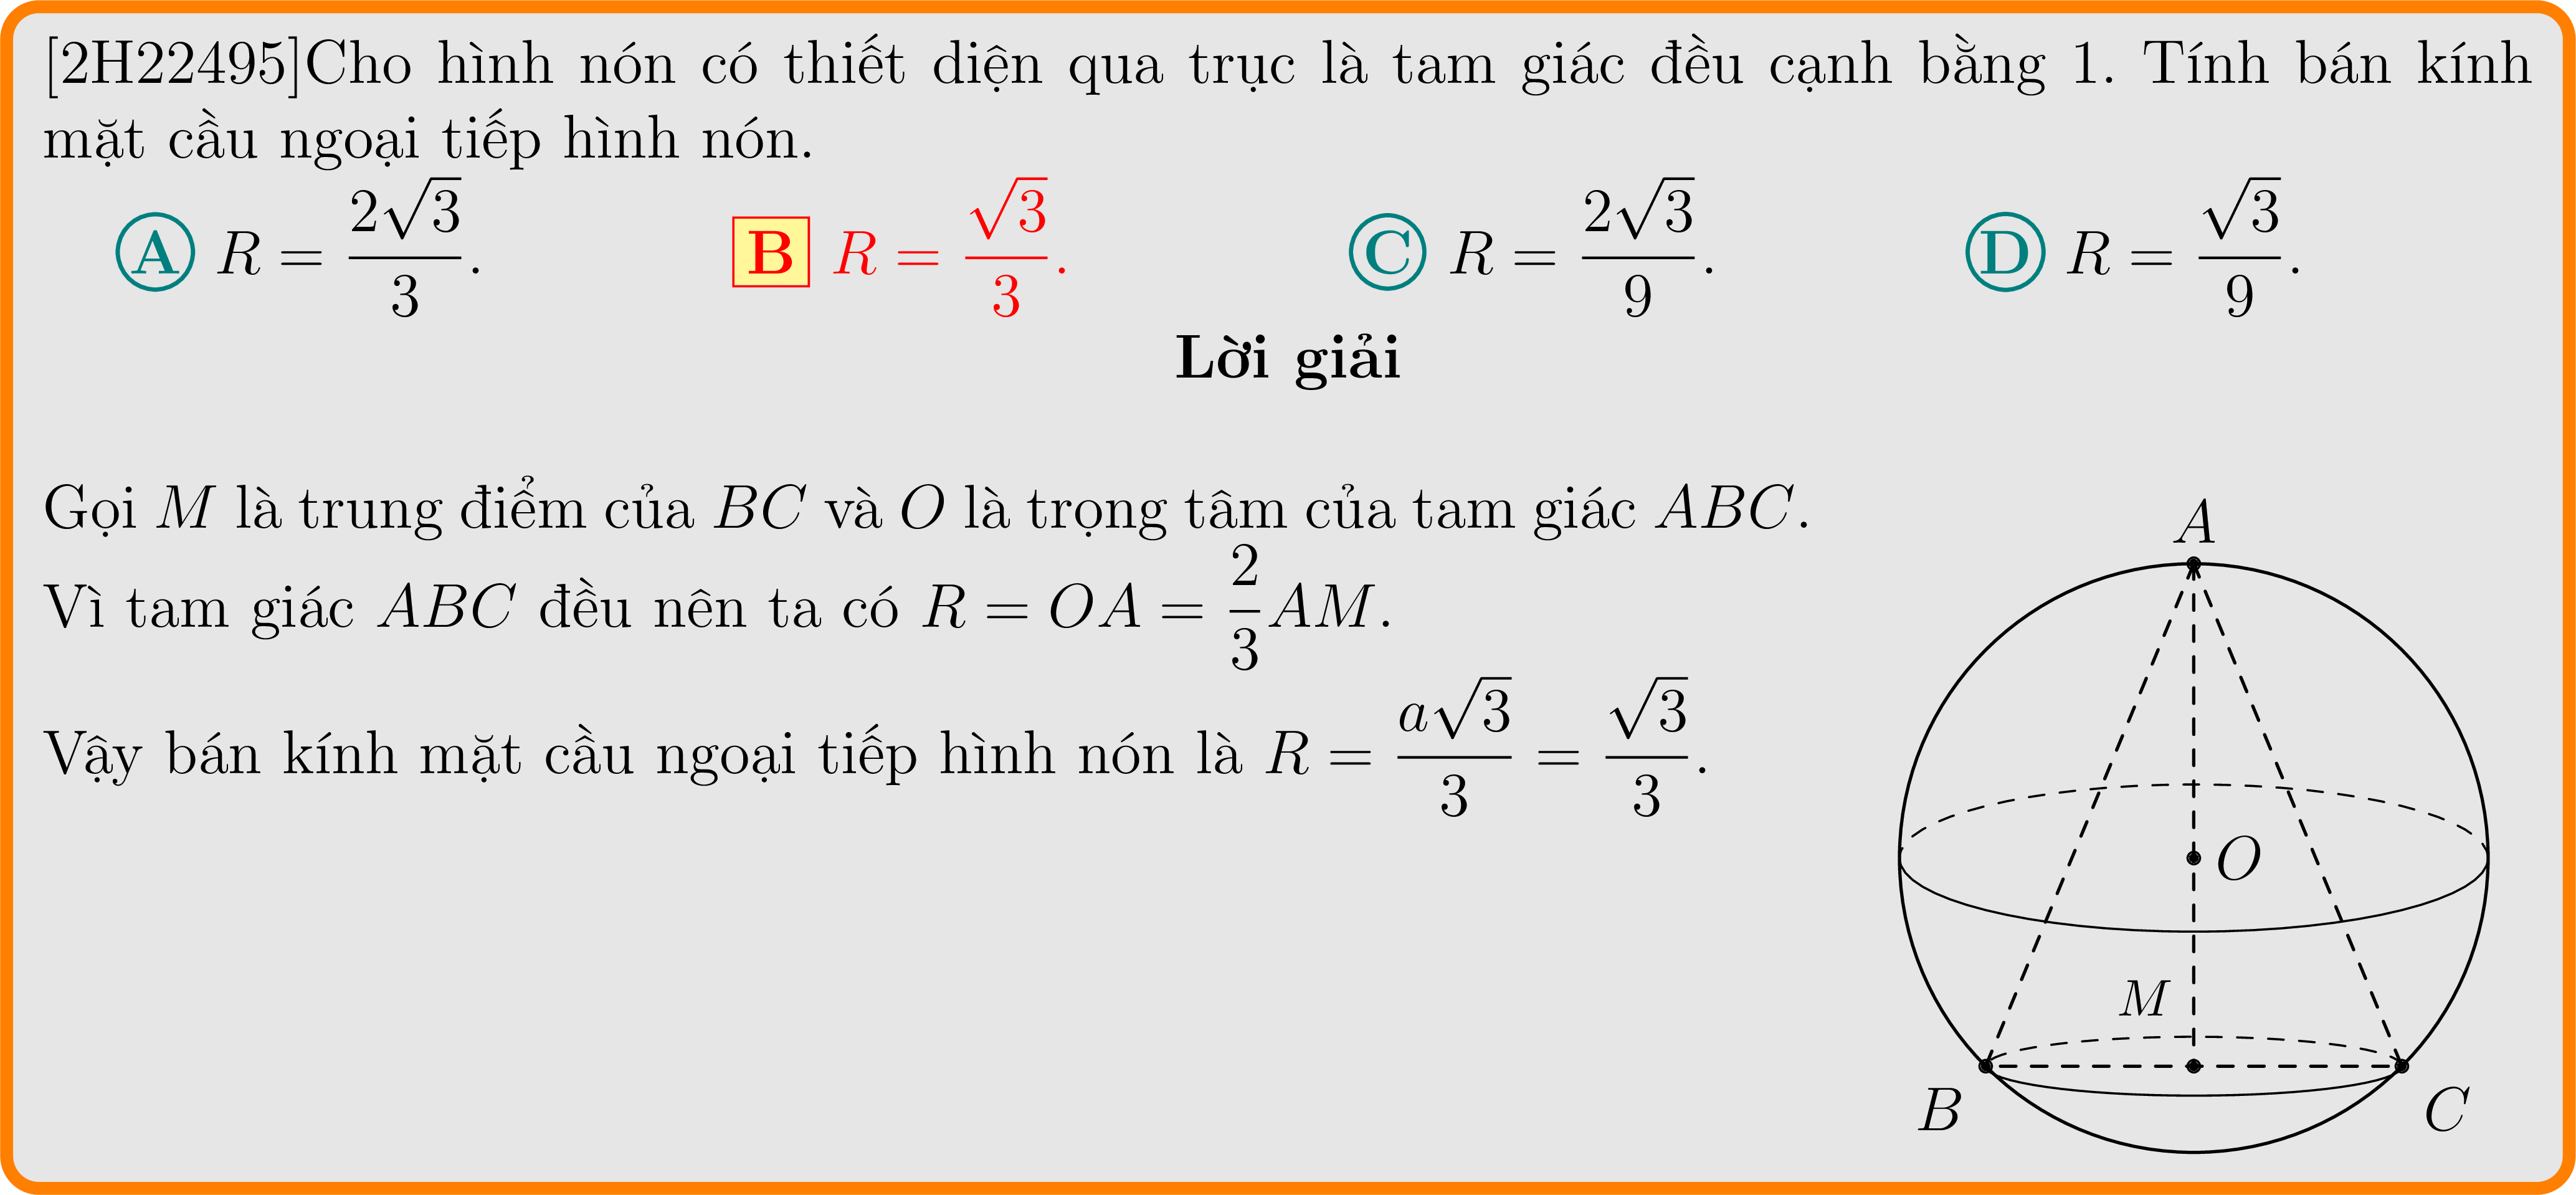 [2H22495]Cho hình nón có thiết diện qua trục là tam giác đều cạnh bằng 1. Tính bán kính
mặt cầu ngoại tiếp hình nón.
A R = \frac{2\sqrt{3}}{3}. B R = \frac{\sqrt{3}}{3}. C R = \frac{2\sqrt{3}}{9}. D R = \frac{\sqrt{3}}{9}.
Lời giải
Gọi M là trung điểm của BC và O là trọng tâm của tam giác ABC.
Vì tam giác ABC đều nên ta có R = OA = \frac{2}{3}AM.
Vậy bán kính mặt cầu ngoại tiếp hình nón là R = \frac{a\sqrt{3}}{3} = \frac{\sqrt{3}}{3}.
A
O
M
B C